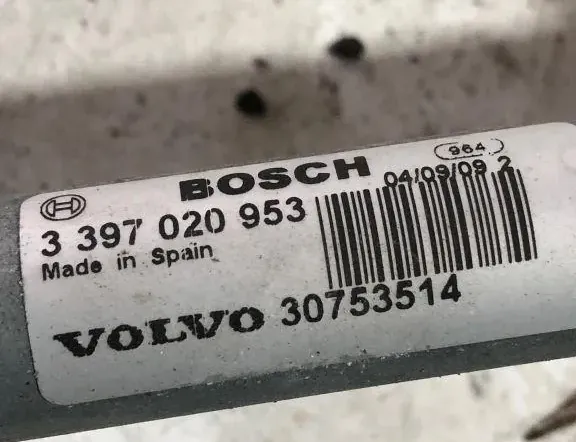 964
BOSCH 04/09/09 2
3 397 020 953
Made in Spain
VOLVO 30753514